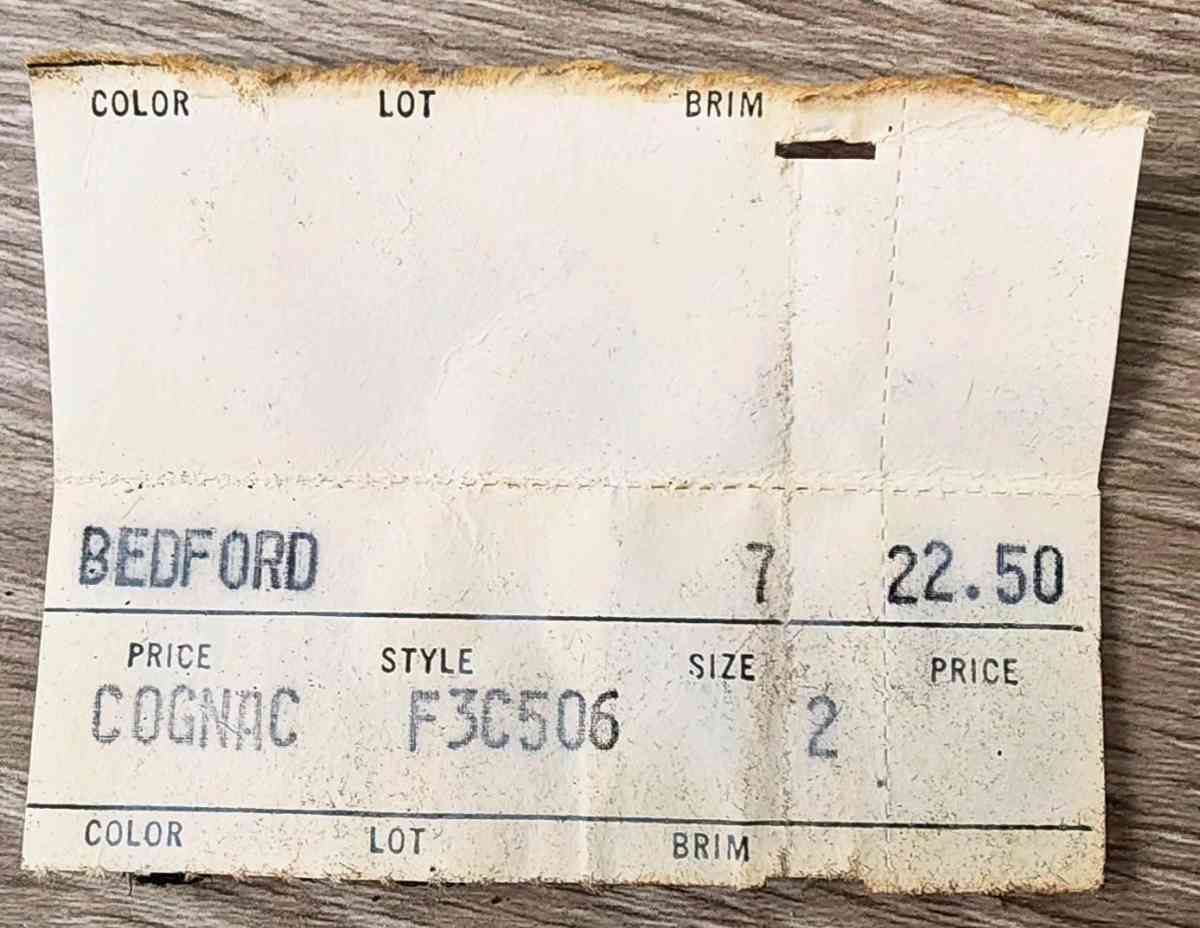 COLOR LOT BRIM
BEDFORD 7 22.50
PRICE STYLE SIZE PRICE
COGNAC F3C506 2
COLOR LOT BRIM